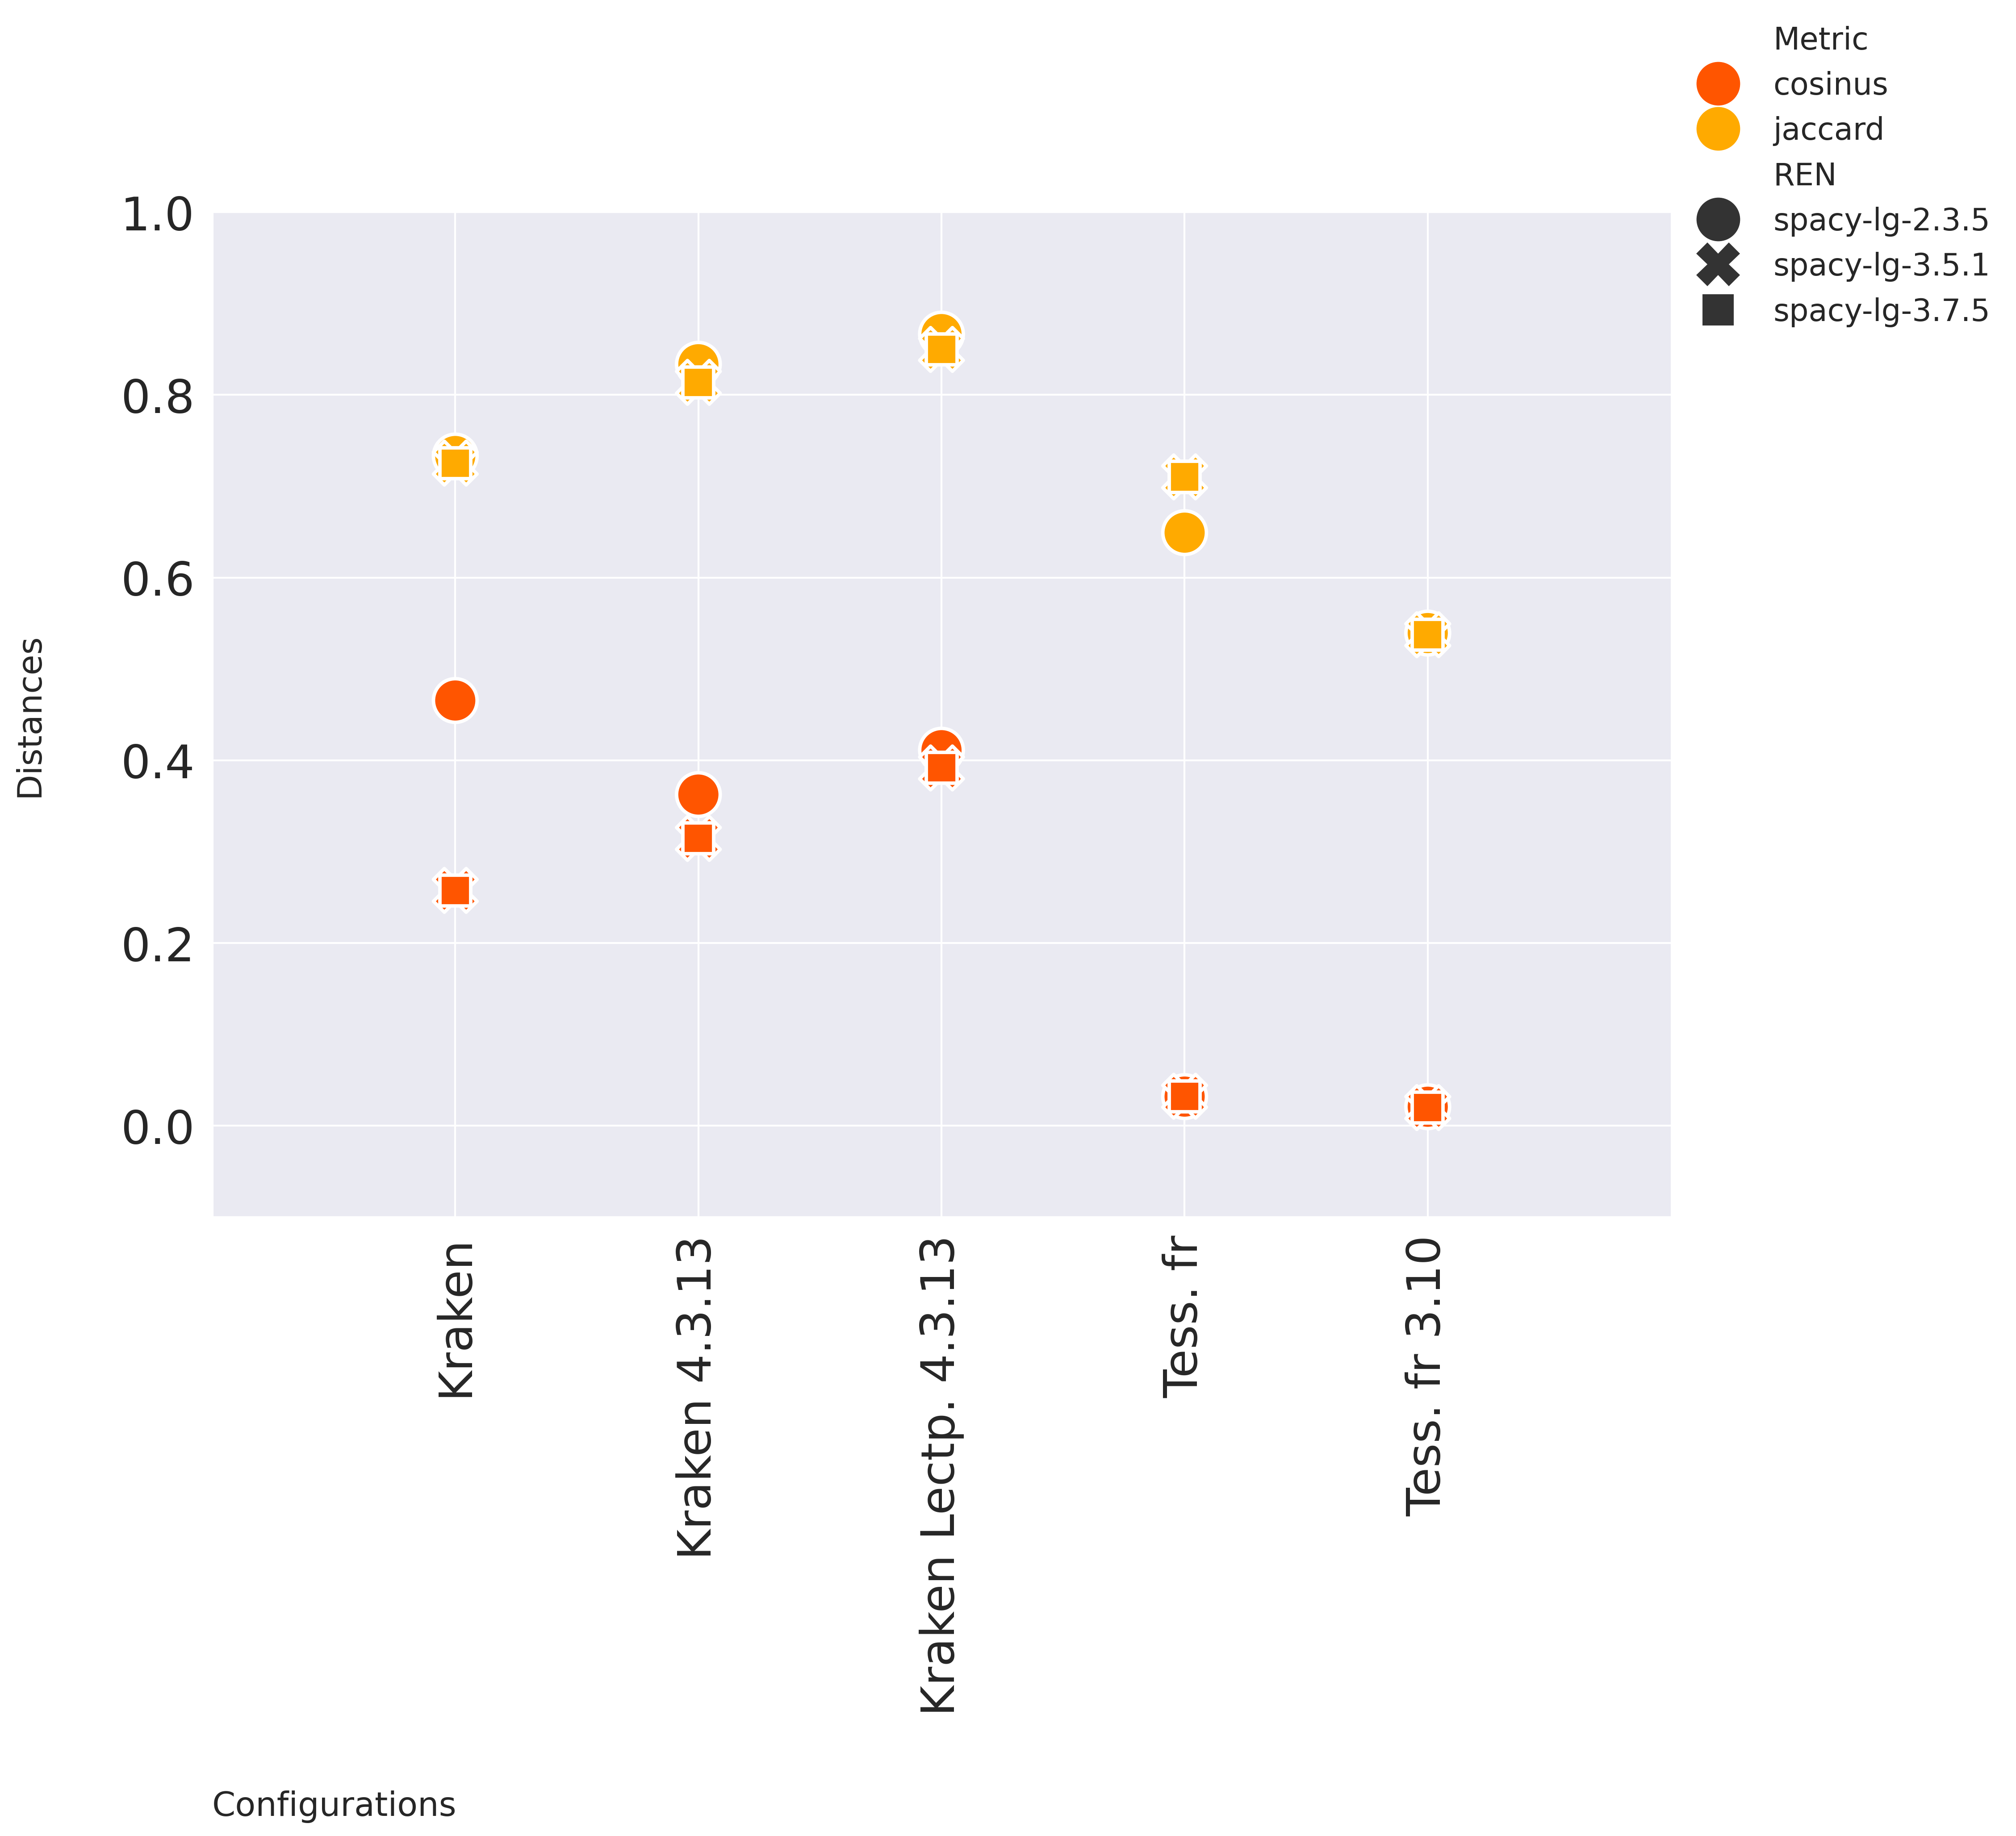 Metric
cosinus
jaccard
REN
spacy-lg-2.3.5
spacy-lg-3.5.1
spacy-lg-3.7.5
1.0
0.8
0.6
0.4
0.2
0.0
Distances
Kraken
Kraken 4.3.13
Kraken Lectp. 4.3.13
Tess. fr
Tess. fr 3.10
Configurations